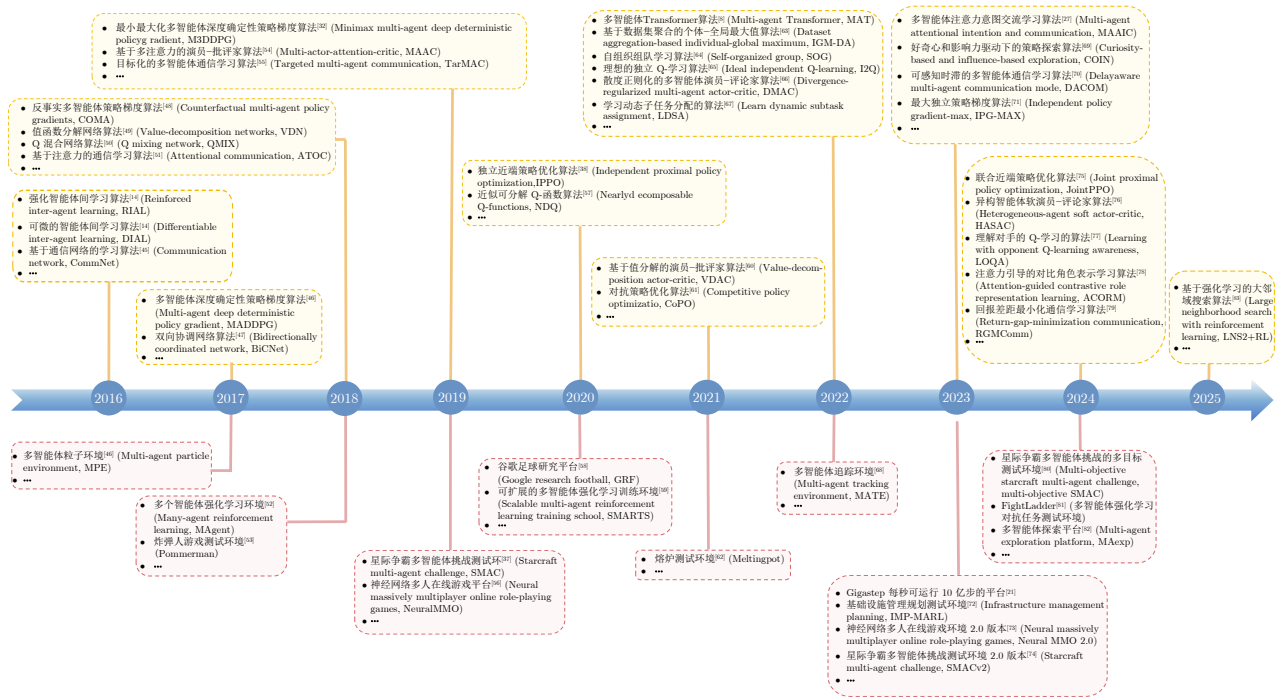 最小最大化多智能体深度确定性策略梯度算法[32] (Minimax multi-agent deep deterministic
policyg radient, M3DDPG)
基于多注意力的演员–批评家算法[54] (Multi-actor-attention-critic, MAAC)
目标化的多智能体通信学习算法[55] (Targeted multi-agent communication, TarMAC)
•••
反事实多智能体策略梯度算法[48] (Counterfactual multi-agent policy
gradients, COMA)
值函数分解网络算法[49] (Value-decomposition networks, VDN)
Q 混合网络算法[50] (Q mixing network, QMIX)
基于注意力的通信学习算法[51] (Attentional communication, ATOC)
•••
强化智能体间学习算法[14] (Reinforced
inter-agent learning, RIAL)
可微的智能体间学习算法[14] (Differentiable
inter-agent learning, DIAL)
基于通信网络的学习算法[45] (Communication
network, CommNet)
•••
多智能体深度确定性策略梯度算法[46]
(Multi-agent deep deterministic
policy gradient, MADDPG)
双向协调网络算法[47] (Bidirectionally
coordinated network, BiCNet)
•••
独立近端策略优化算法[38] (Independent proximal policy
optimization,IPPO)
近似可分解 Q-函数算法[57] (Nearlyd ecomposable
Q-functions, NDQ)
•••
多智能体Transformer算法[8] (Multi-agent Transformer, MAT)
基于数据集聚合的个体–全局最大值算法[63] (Dataset
aggregation-based individual-global maximum, IGM-DA)
自组织组队学习算法[64] (Self-organized group, SOG)
理想的独立 Q-学习算法[65] (Ideal independent Q-learning, I2Q)
散度正则化的多智能体演员–评论家算法[66] (Divergence-
regularized multi-agent actor-critic, DMAC)
学习动态子任务分配的算法[67] (Learn dynamic subtask
assignment, LDSA)
•••
基于值分解的演员–批评家算法[60] (Value-decom-
position actor-critic, VDAC)
对抗策略优化算法[61] (Competitive policy
optimizatio, CoPO)
•••
多智能体注意力意图交流学习算法[27] (Multi-agent
attentional intention and communication, MAAIC)
好奇心和影响力驱动下的策略探索算法[69] (Curiosity-
based and influence-based exploration, COIN)
可感知时滞的多智能体通信学习算法[70] (Delayaware
multi-agent communication mode, DACOM)
最大独立策略梯度算法[71] (Independent policy
gradient-max, IPG-MAX)
•••
联合近端策略优化算法[75] (Joint proximal
policy optimization, JointPPO)
异构智能体软演员–评论家算法[76]
(Heterogeneous-agent soft actor-critic,
HASAC)
理解对手的 Q-学习的算法[77] (Learning
with opponent Q-learning awareness,
LOQA)
注意力引导的对比角色表示学习算法[78]
(Attention-guided contrastive role
representation learning, ACORM)
回报差距最小化通信学习算法[79]
(Return-gap-minimization communication,
RGMComm)
•••
基于强化学习的大邻
域搜索算法[83] (Large
neighborhood search
with reinforcement
learning, LNS2+RL)
•••
2016
2017
2018
2019
2020
2021
2022
2023
2024
2025
多智能体粒子环境[46] (Multi-agent particle
environment, MPE)
•••
多个智能体强化学习环境[52]
(Many-agent reinforcement
learning, MAgent)
炸弹人游戏测试环境[53]
(Pommerman)
•••
星际争霸多智能体挑战测试环[37] (Starcraft
multi-agent challenge, SMAC)
神经网络多人在线游戏平台[56] (Neural
massively multiplayer online role-playing
games, NeuralMMO)
•••
谷歌足球研究平台[58]
(Google research football, GRF)
可扩展的多智能体强化学习训练环境[59]
(Scalable multi-agent reinforcement
learning training school, SMARTS)
•••
熔炉测试环境[62] (Meltingpot)
•••
多智能体追踪环境[68]
(Multi-agent tracking
environment, MATE)
•••
Gigastep 每秒可运行 10 亿步的平台[21]
基础设施管理规划测试环境[72] (Infrastructure management
planning, IMP-MARL)
神经网络多人在线游戏环境 2.0 版本[73] (Neural massively
multiplayer online role-playing games, Neural MMO 2.0)
星际争霸多智能体挑战测试环境 2.0 版本[74] (Starcraft
multi-agent challenge, SMACv2)
•••
星际争霸多智能体挑战的多目标
测试环境[80] (Multi-objective
starcraft multi-agent challenge,
multi-objective SMAC)
FightLadder[81] (多智能体强化学习
对抗任务测试环境)
多智能体探索平台[82] (Multi-agent
exploration platform, MAexp)
•••